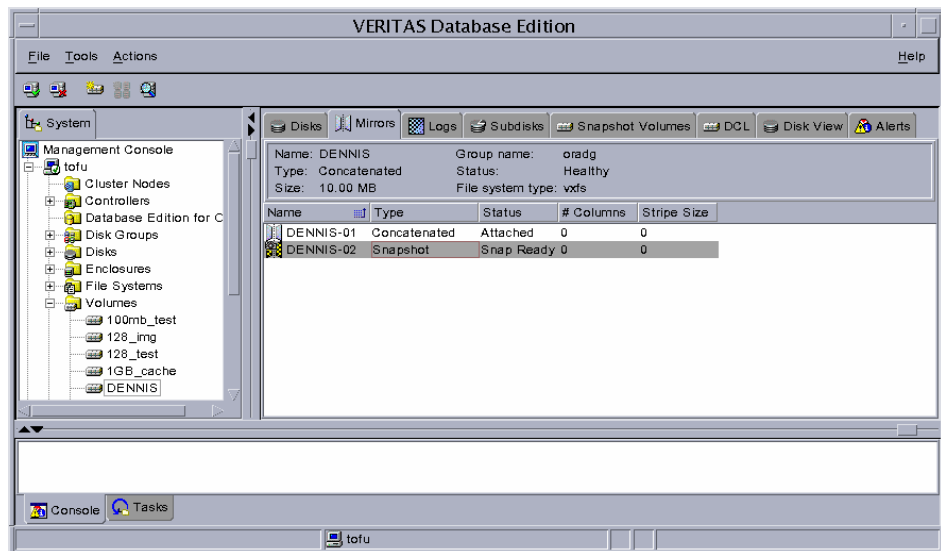 VERITAS Database Edition
File Tools Actions Help
System
Disks Mirrors Logs Subdisks Snapshot Volumes DCL Disk View Alerts
Management Console
tofu
Cluster Nodes
Controllers
Database Edition for O
Disk Groups
Disks
Enclosures
File Systems
Volumes
100mb_test
128_img
128_test
1GB_cache
DENNIS
Name: DENNIS Group name: oradg
Type: Concatenated Status: Healthy
Size: 10.00 MB File system type: vxfs
Name Type Status # Columns Stripe Size
DENNIS-01 Concatenated Attached 0 0
DENNIS-02 Snapshot Snap Ready 0 0
Console Tasks
tofu